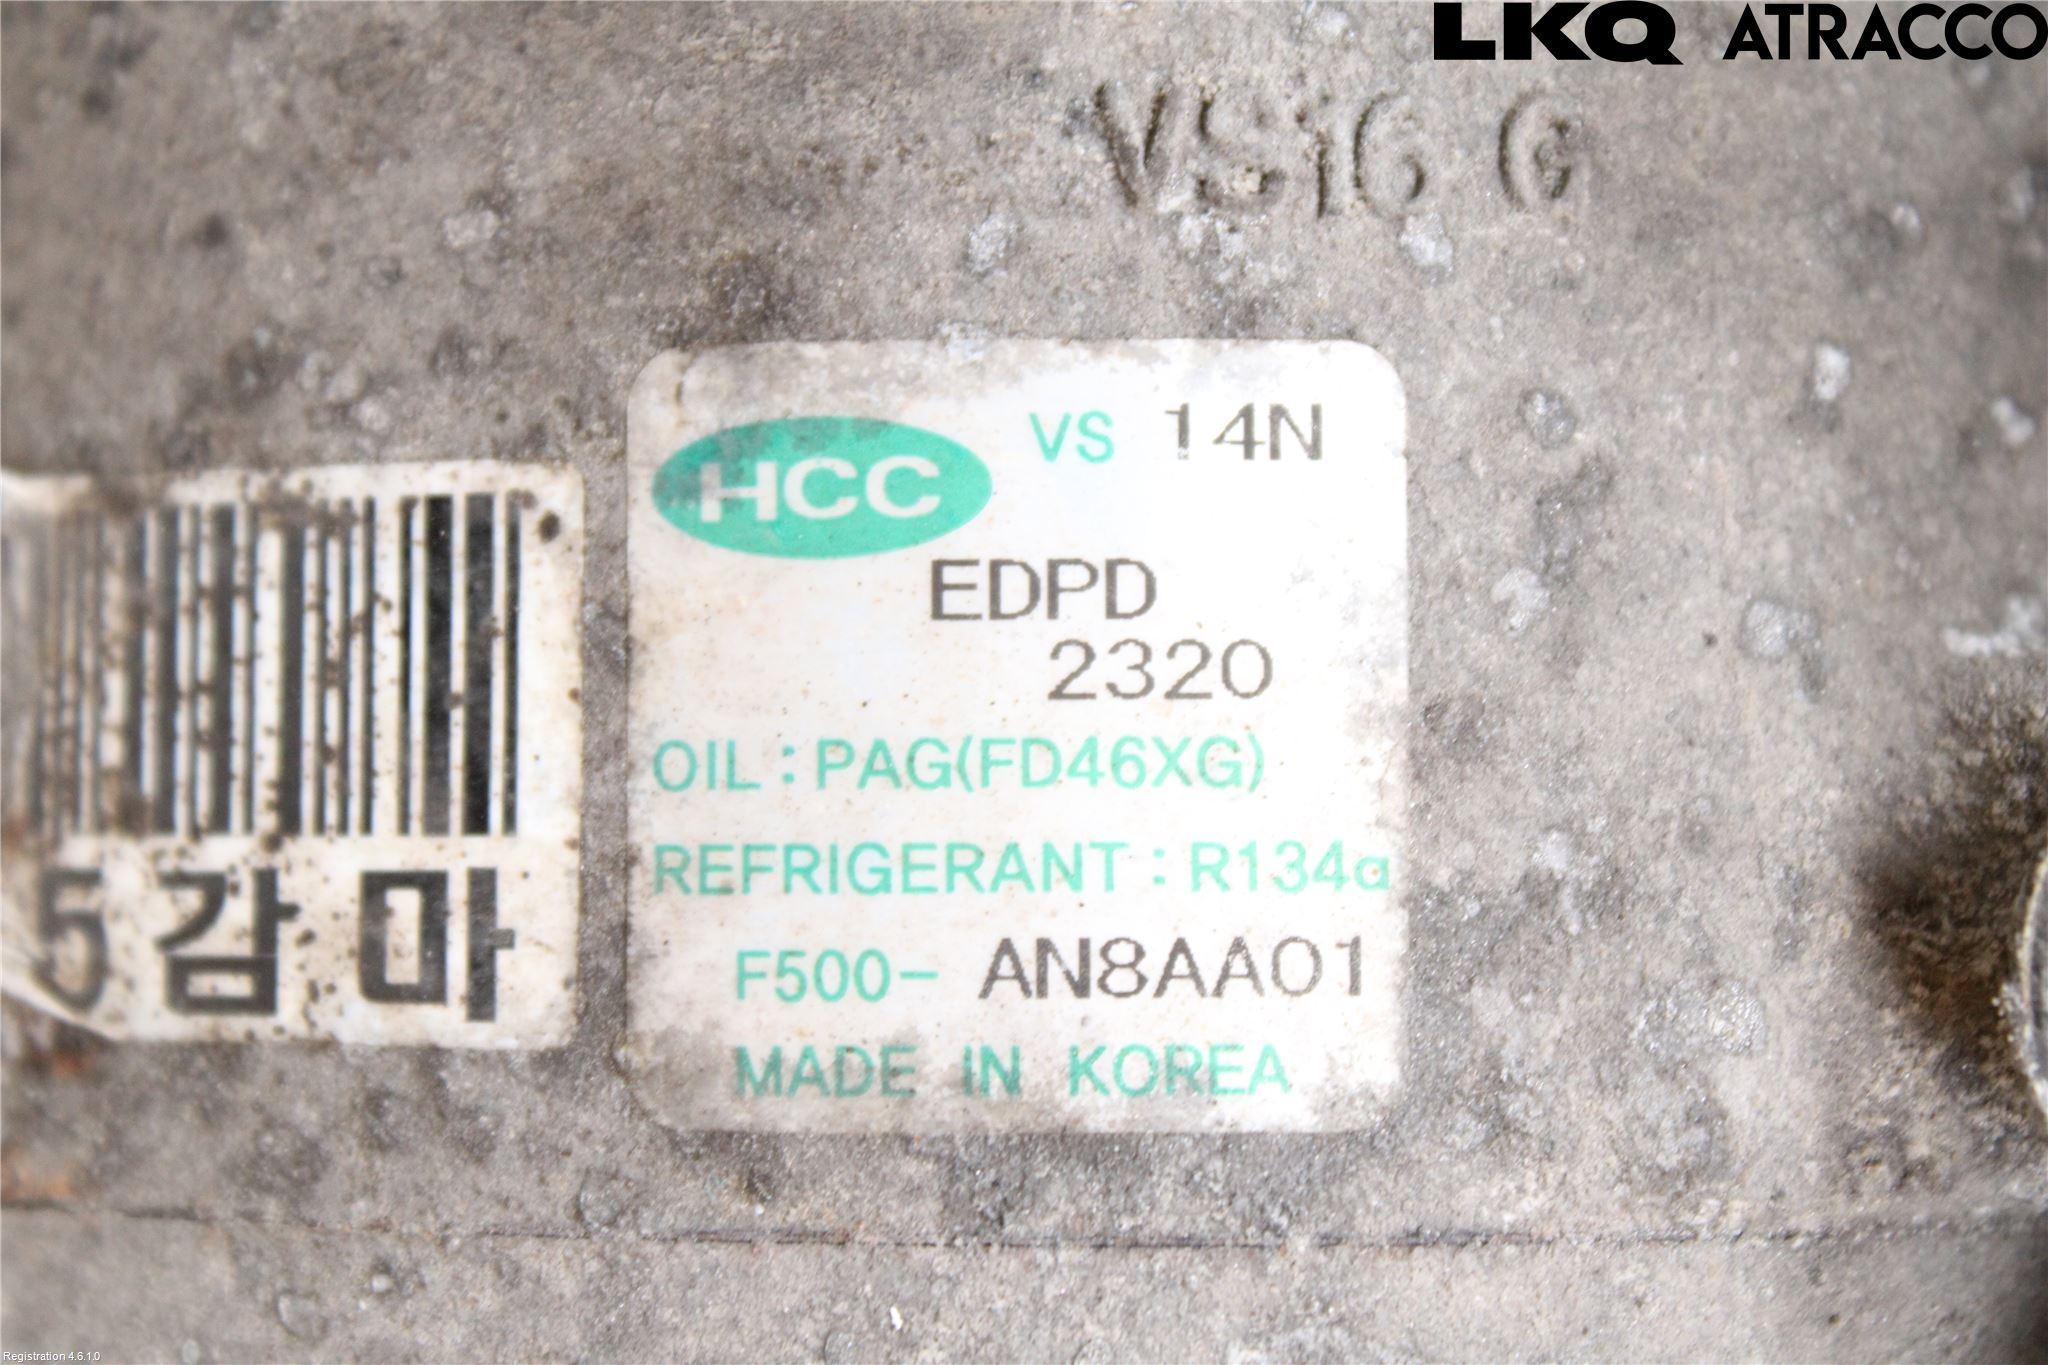 LKQ ATRACCO
VS16 G
HCC VS 14N
EDPD
2320
OIL : PAG(FD46XG)
REFRIGERANT : R134a
F500- AN8AA01
MADE IN KOREA
5감마
Registration 4.6.1.0